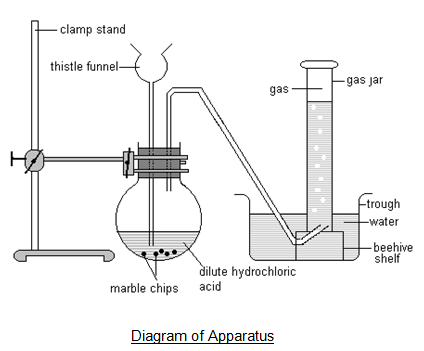 clamp stand
thistle funnel
gas
gas jar
trough
water
beehive
shelf
dilute hydrochloric
acid
marble chips
Diagram of Apparatus